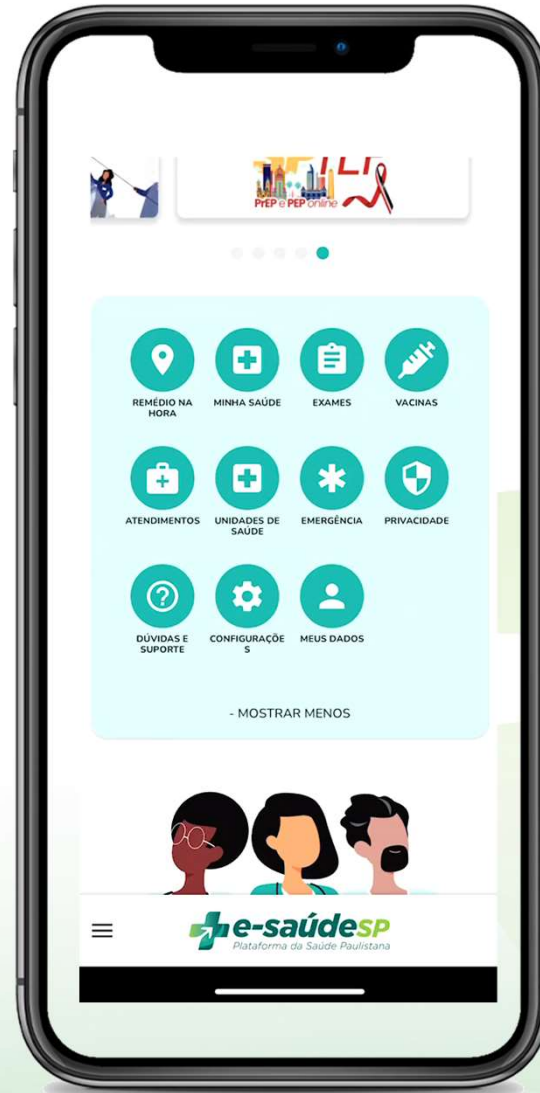 PrEP e PEP online
REMÉDIO NA
HORA
MINHA SAÚDE
EXAMES
VACINAS
ATENDIMENTOS
UNIDADES DE
SAÚDE
EMERGÊNCIA
PRIVACIDADE
DÚVIDAS E
SUPORTE
CONFIGURAÇÕE
S
MEUS DADOS
- MOSTRAR MENOS
e-saúdesp
Plataforma da Saúde Paulistana